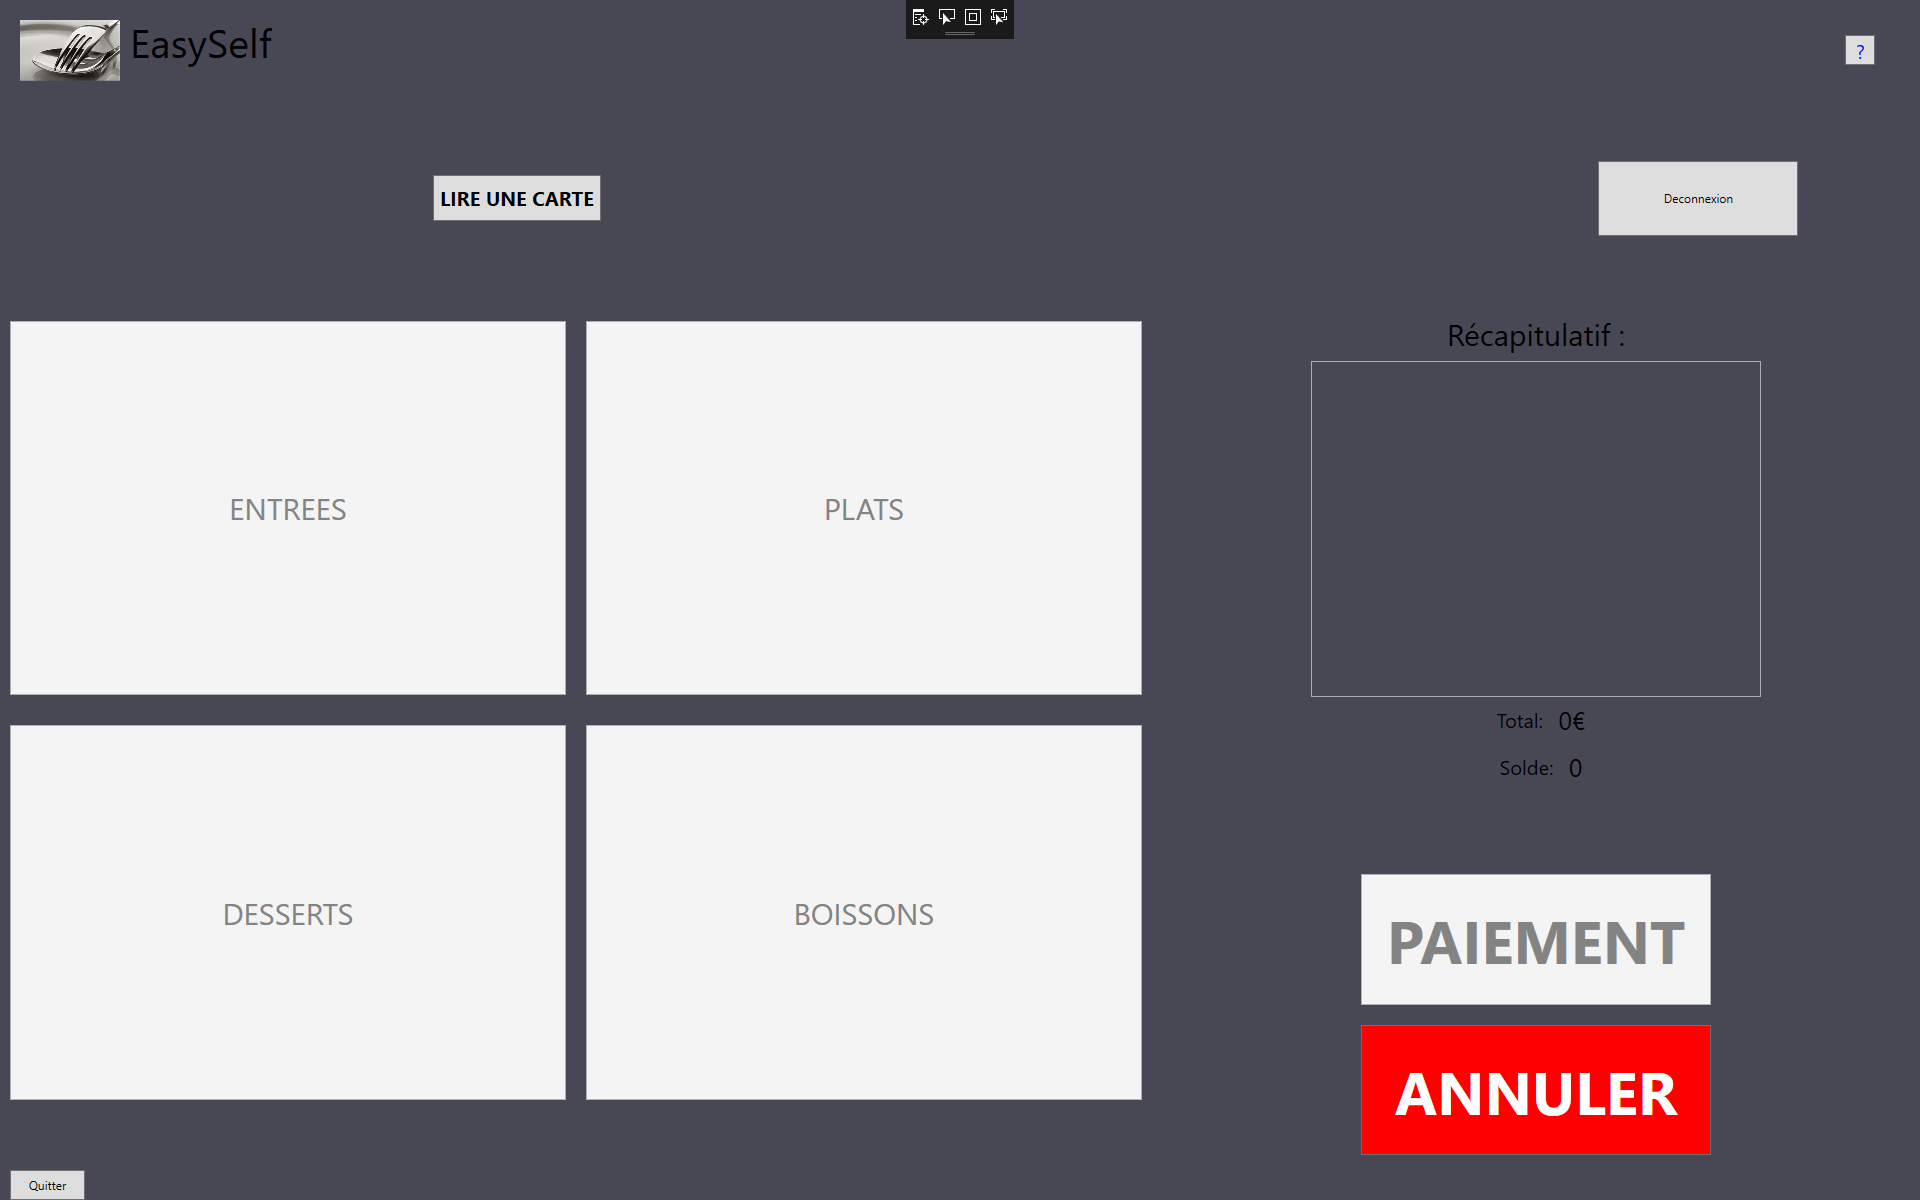 EasySelf
?
LIRE UNE CARTE
Deconnexion
ENTREES
PLATS
Récapitulatif :
Total: 0€
Solde: 0
DESSERTS
BOISSONS
PAIEMENT
ANNULER
Quitter